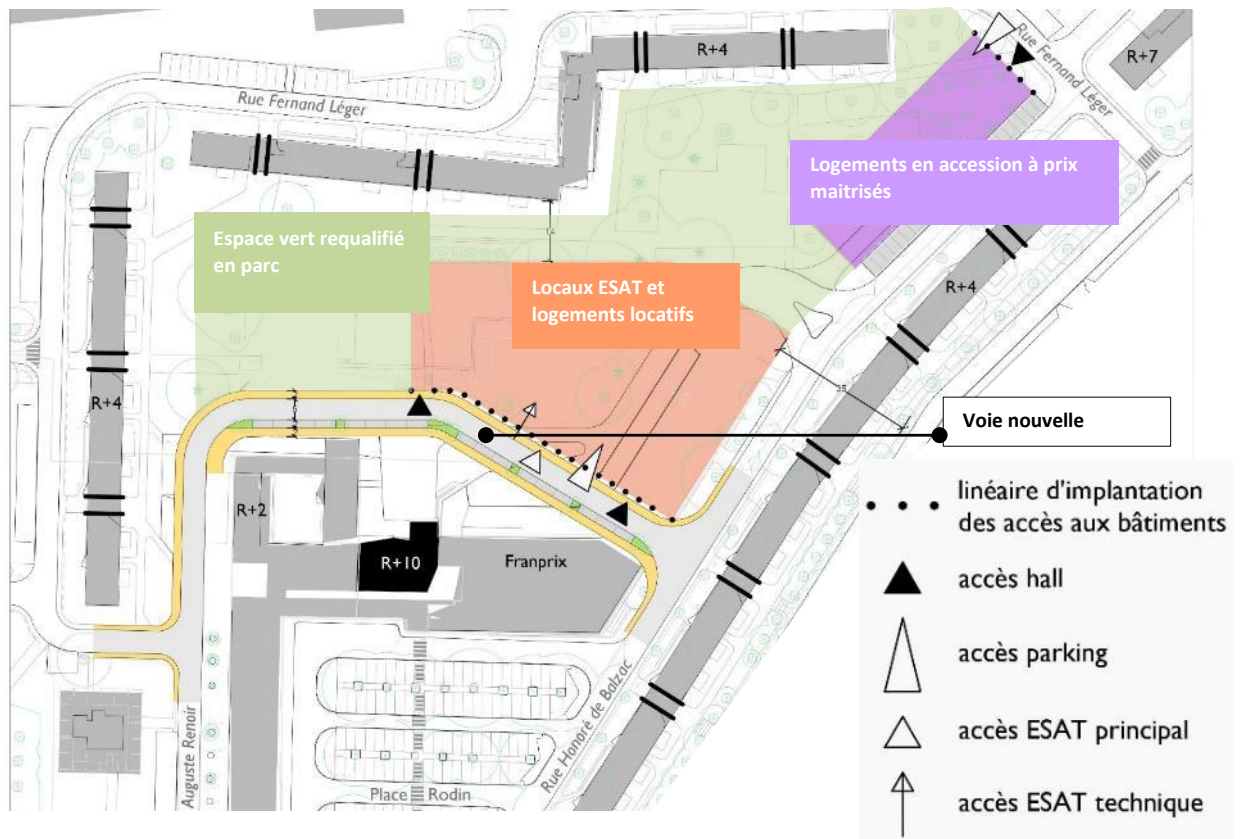 R+4
R+7
Rue Fernand Léger
Rue Fernand Léger
Logements en accession à prix
maitrisés
Espace vert requalifié
en parc
Locaux ESAT et
logements locatifs
R+4
R+4
35
Voie nouvelle
R+2
R+10
Franprix
linéaire d'implantation
des accès aux bâtiments
accès hall
accès parking
accès ESAT principal
accès ESAT technique
Auguste Renoir
Place Rodin
Rue Honoré de Balzac